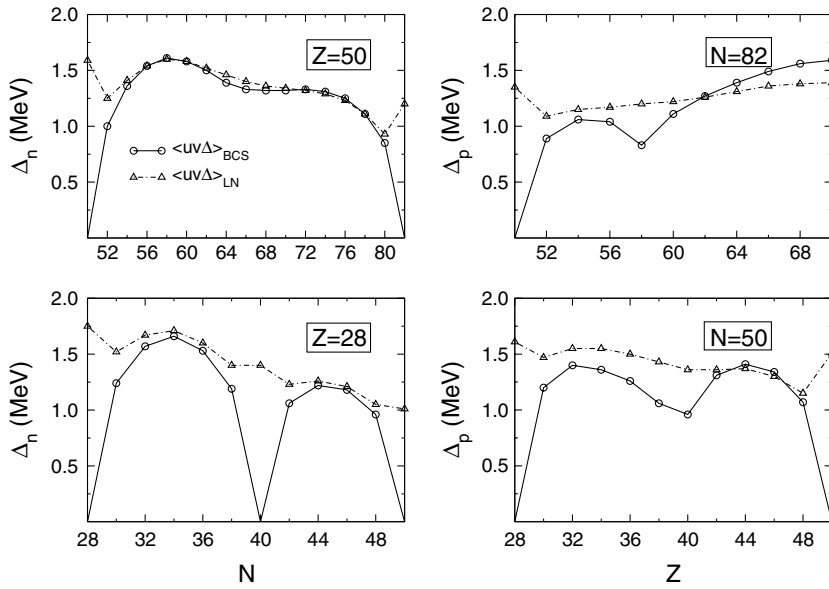 2.0
1.5
1.0
0.5
Δn (MeV)
Z=50
<uvΔ>BCS
<uvΔ>LN
52 56 60 64 68 72 76 80
2.0
1.5
1.0
0.5
Δp (MeV)
N=82
52 56 60 64 68
2.0
1.5
1.0
0.5
Δn (MeV)
Z=28
28 32 36 40 44 48
N
2.0
1.5
1.0
0.5
Δp (MeV)
N=50
28 32 36 40 44 48
Z